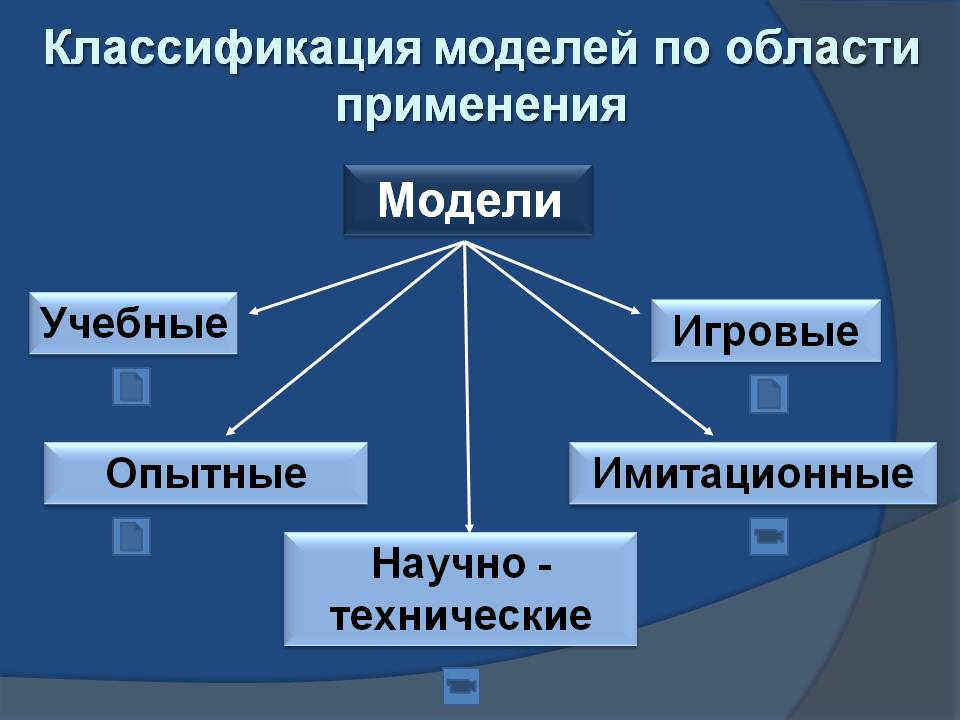 Классификация моделей по области
применения
Модели
Учебные
Игровые
Опытные
Имитационные
Научно -
технические